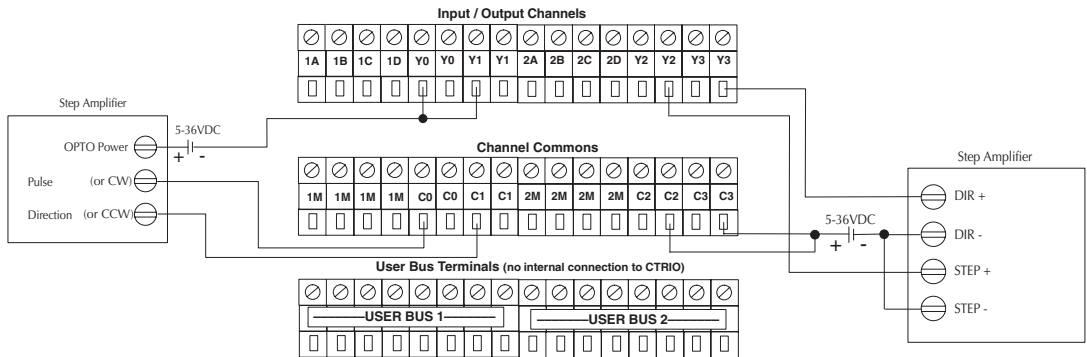 Input / Output Channels
1A 1B 1C 1D Y0 Y0 Y1 Y1 2A 2B 2C 2D Y2 Y2 Y3 Y3
Step Amplifier
OPTO Power
5-36VDC
+ -
Pulse (or CW)
Direction (or CCW)
Channel Commons
1M 1M 1M 1M C0 C0 C1 C1 2M 2M 2M 2M C2 C2 C3 C3
Step Amplifier
DIR +
5-36VDC
+ -
DIR -
STEP +
STEP -
User Bus Terminals (no internal connection to CTRIO)
USER BUS 1 USER BUS 2